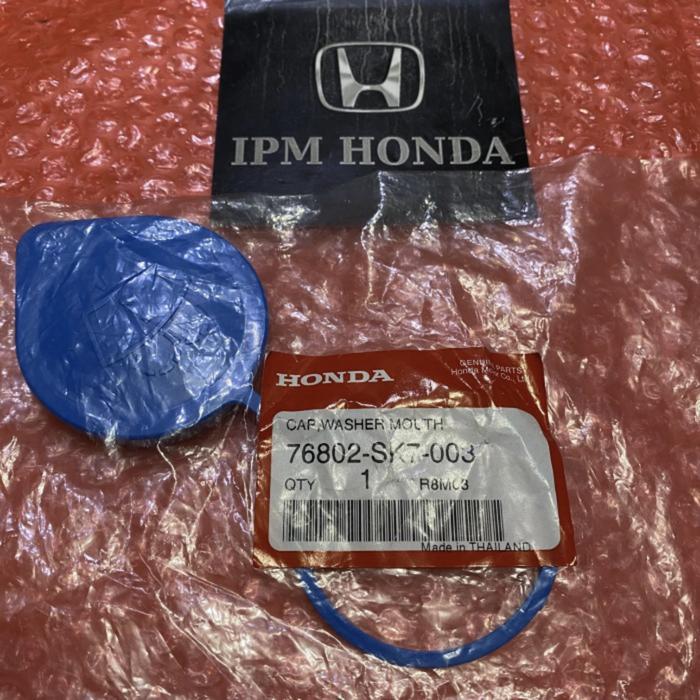 IPM HONDA
HONDA
GENUINE PARTS
Honda Motor Co., Ltd.
CAP, WASHER MOUTH
76802-SK7-003
QTY 1 R8M03
Made in THAILAND